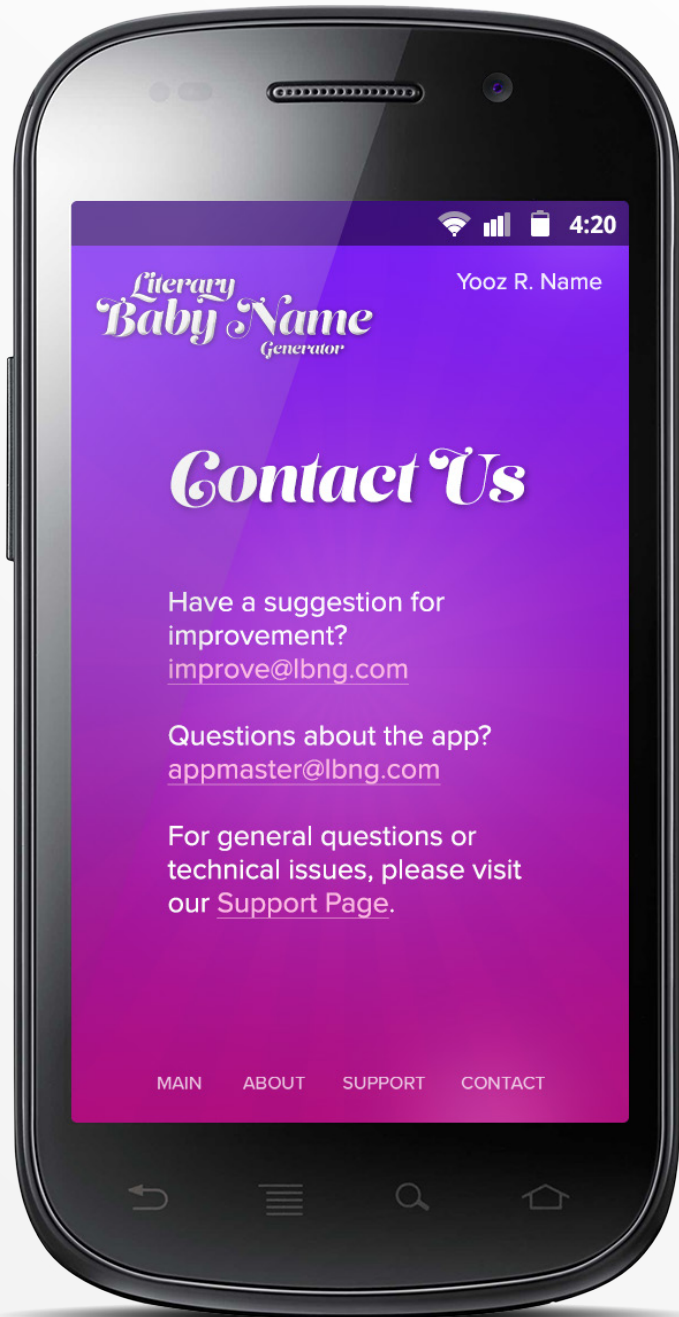 4:20
Yooz R. Name
Literary
Baby Name
Generator
Contact Us
Have a suggestion for
improvement?
improve@lbng.com
Questions about the app?
appmaster@lbng.com
For general questions or
technical issues, please visit
our Support Page.
MAIN ABOUT SUPPORT CONTACT